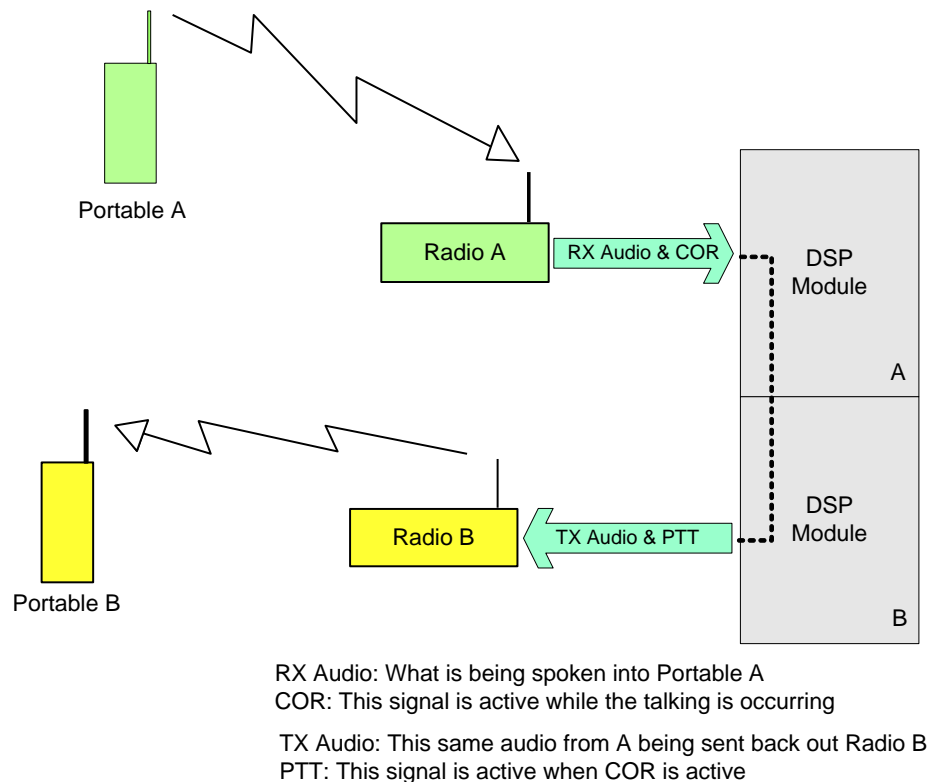 Portable A
Radio A
RX Audio & COR
DSP
Module
A
Portable B
Radio B
TX Audio & PTT
DSP
Module
B
RX Audio: What is being spoken into Portable A
COR: This signal is active while the talking is occurring
TX Audio: This same audio from A being sent back out Radio B
PTT: This signal is active when COR is active